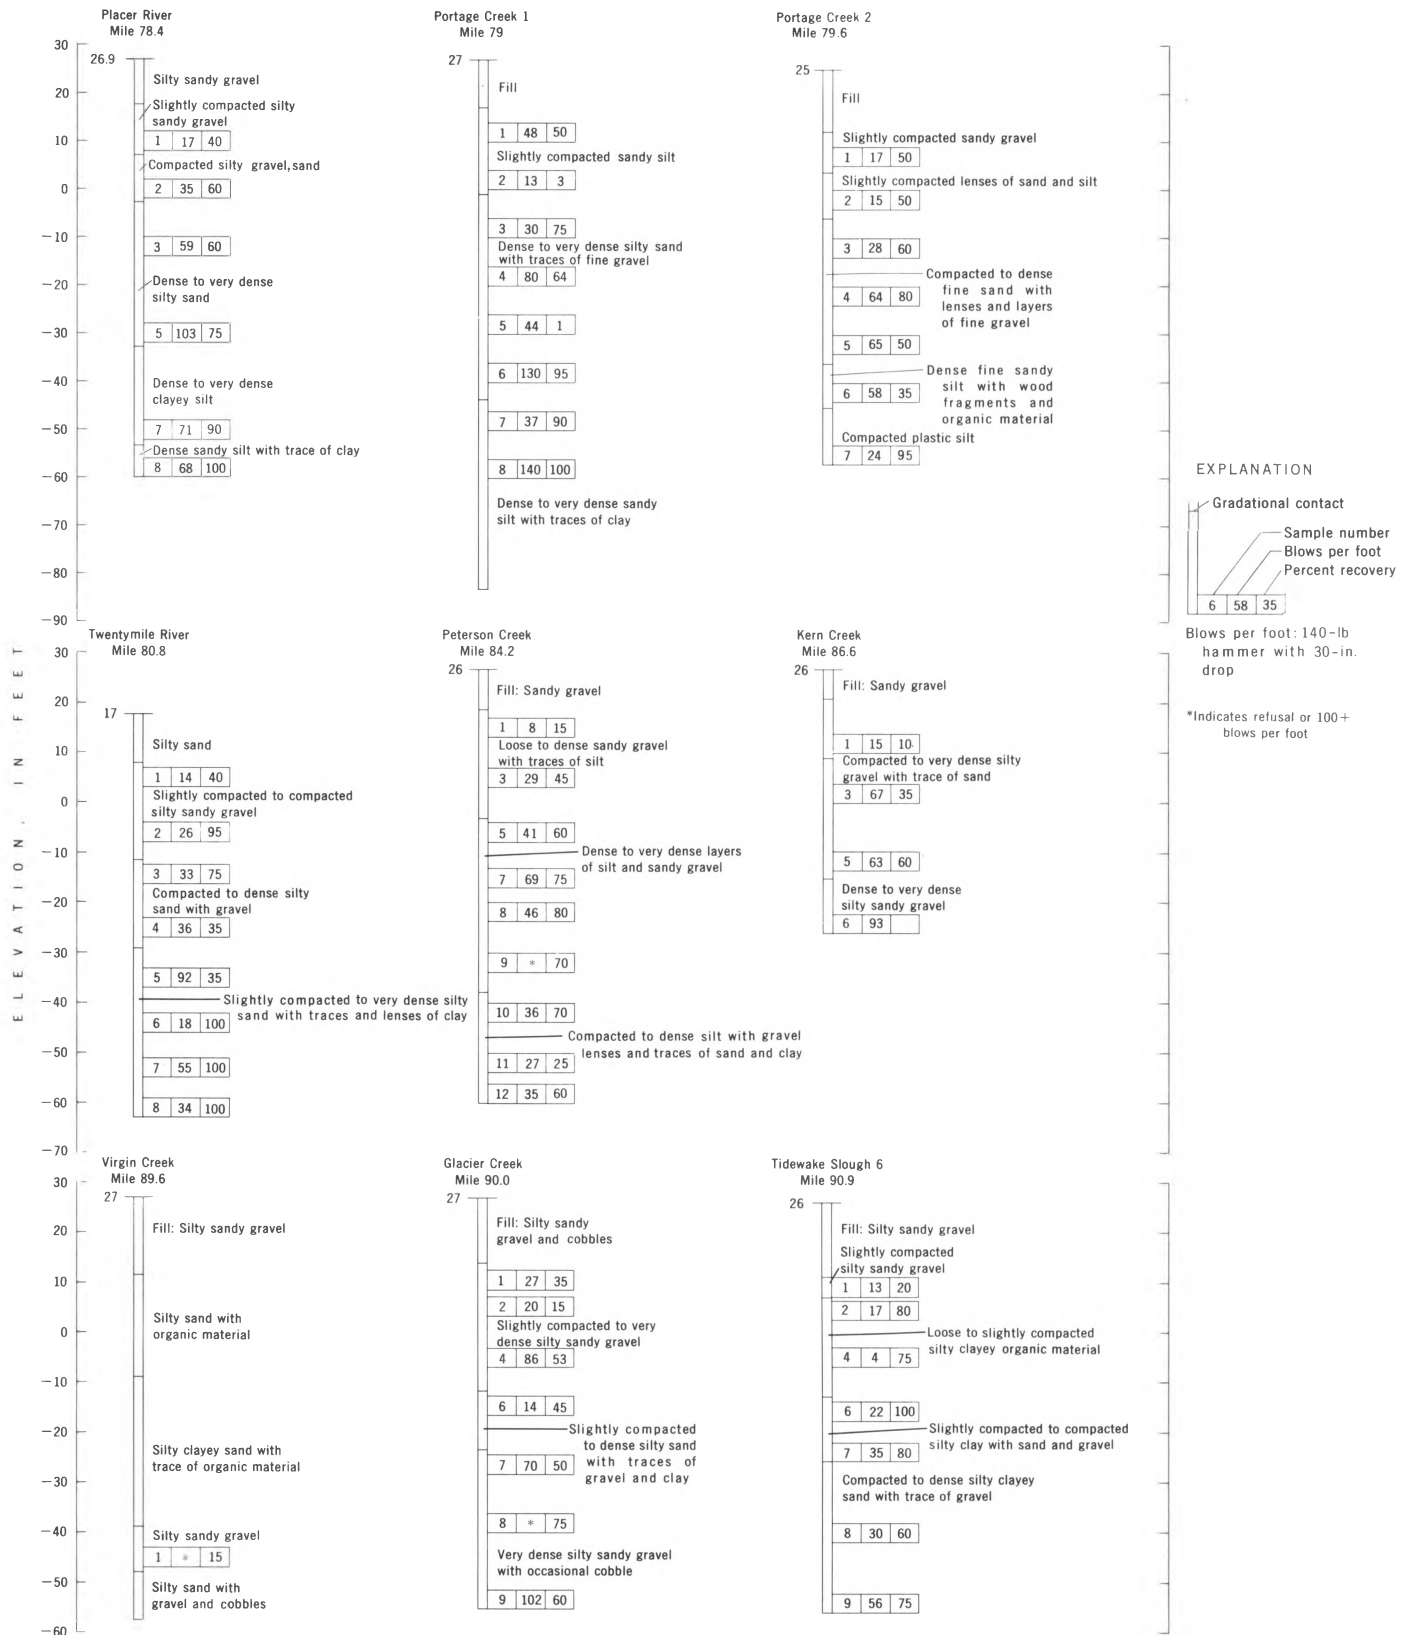 Placer River
Mile 78.4
Portage Creek 1
Mile 79
Portage Creek 2
Mile 79.6
30
20
10
0
−10
−20
−30
−40
−50
−60
−70
−80
−90
26.9
Silty sandy gravel
Slightly compacted silty
sandy gravel
1 17 40
Compacted silty gravel, sand
2 35 60
3 59 60
Dense to very dense
silty sand
5 103 75
Dense to very dense
clayey silt
7 71 90
Dense sandy silt with trace of clay
8 68 100
27
Fill
1 48 50
Slightly compacted sandy silt
2 13 3
3 30 75
Dense to very dense silty sand
with traces of fine gravel
4 80 64
5 44 1
6 130 95
7 37 90
8 140 100
Dense to very dense sandy
silt with traces of clay
25
Fill
Slightly compacted sandy gravel
1 17 50
Slightly compacted lenses of sand and silt
2 15 50
3 28 60
Compacted to dense
fine sand with
lenses and layers
of fine gravel
4 64 80
5 65 50
Dense fine sandy
silt with wood
fragments and
organic material
6 58 35
Compacted plastic silt
7 24 95
EXPLANATION
Gradational contact
Sample number
Blows per foot
Percent recovery
6 58 35
Blows per foot: 140-lb
hammer with 30-in.
drop
*Indicates refusal or 100+
blows per foot
ELEVATION, IN FEET
Twentymile River
Mile 80.8
Peterson Creek
Mile 84.2
Kern Creek
Mile 86.6
30
20
10
0
−10
−20
−30
−40
−50
−60
−70
17
Silty sand
1 14 40
Slightly compacted to compacted
silty sandy gravel
2 26 95
3 33 75
Compacted to dense silty
sand with gravel
4 36 35
5 92 35
Slightly compacted to very dense silty
sand with traces and lenses of clay
6 18 100
7 55 100
8 34 100
26
Fill: Sandy gravel
1 8 15
Loose to dense sandy gravel
with traces of silt
3 29 45
5 41 60
Dense to very dense layers
of silt and sandy gravel
7 69 75
8 46 80
9 * 70
10 36 70
Compacted to dense silt with gravel
lenses and traces of sand and clay
11 27 25
12 35 60
26
Fill: Sandy gravel
1 15 10
Compacted to very dense silty
gravel with trace of sand
3 67 35
5 63 60
Dense to very dense
silty sandy gravel
6 93
Virgin Creek
Mile 89.6
Glacier Creek
Mile 90.0
Tidewake Slough 6
Mile 90.9
30
20
10
0
−10
−20
−30
−40
−50
−60
27
Fill: Silty sandy gravel
Silty sand with
organic material
Silty clayey sand with
trace of organic material
Silty sandy gravel
1 * 15
Silty sand with
gravel and cobbles
27
Fill: Silty sandy
gravel and cobbles
1 27 35
2 20 15
Slightly compacted to very
dense silty sandy gravel
4 86 53
6 14 45
Slightly compacted
to dense silty sand
with traces of
gravel and clay
7 70 50
8 * 75
Very dense silty sandy gravel
with occasional cobble
9 102 60
26
Fill: Silty sandy gravel
Slightly compacted
silty sandy gravel
1 13 20
2 17 80
Loose to slightly compacted
silty clayey organic material
4 4 75
6 22 100
Slightly compacted to compacted
silty clay with sand and gravel
7 35 80
Compacted to dense silty clayey
sand with trace of gravel
8 30 60
9 56 75